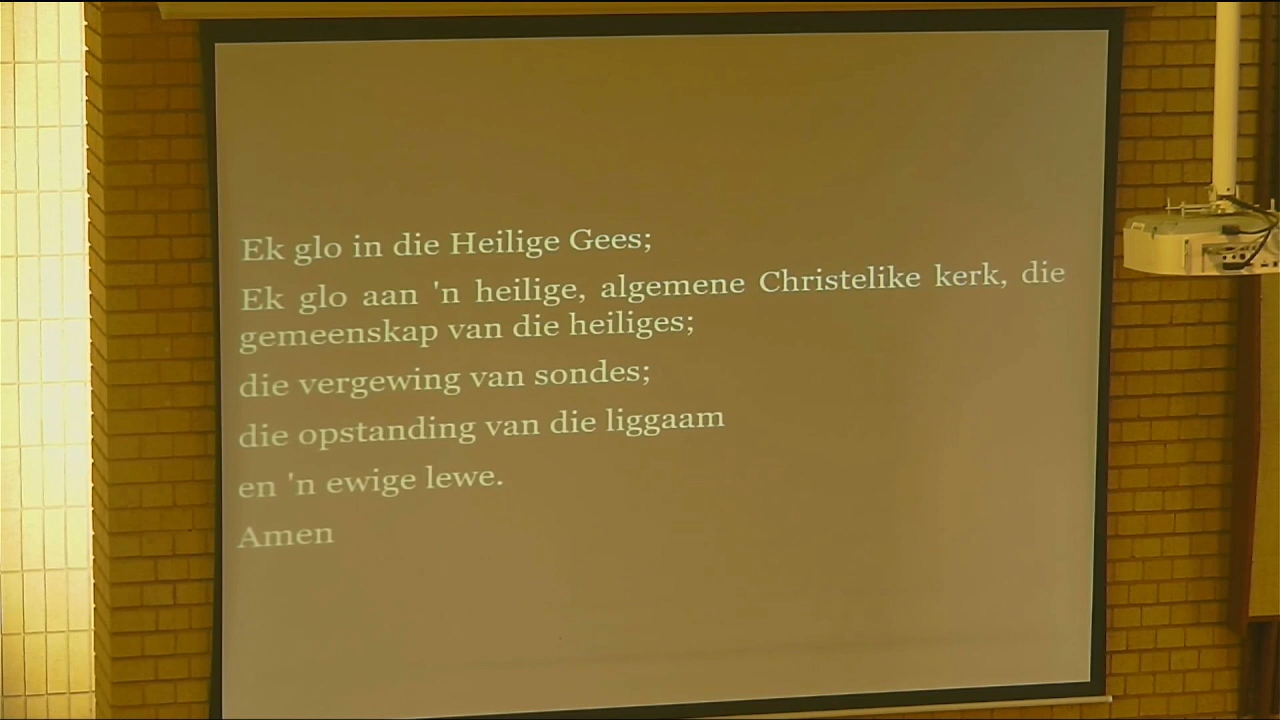 Ek glo in die Heilige Gees;
Ek glo aan 'n heilige, algemene Christelike kerk, die
gemeenskap van die heiliges;
die vergewing van sondes;
die opstanding van die liggaam
en 'n ewige lewe.
Amen